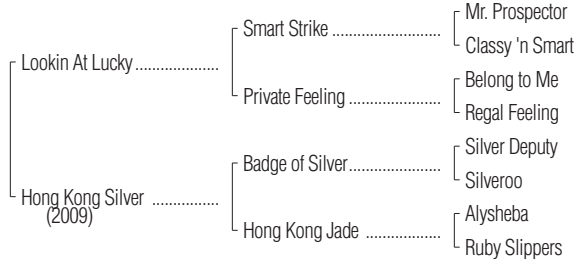 Mr. Prospector
Smart Strike ..........................
Classy 'n Smart
Lookin At Lucky.....................
Belong to Me
Private Feeling ......................
Regal Feeling
Silver Deputy
Badge of Silver......................
Silveroo
Hong Kong Silver ................
(2009)
Alysheba
Hong Kong Jade ..................
Ruby Slippers